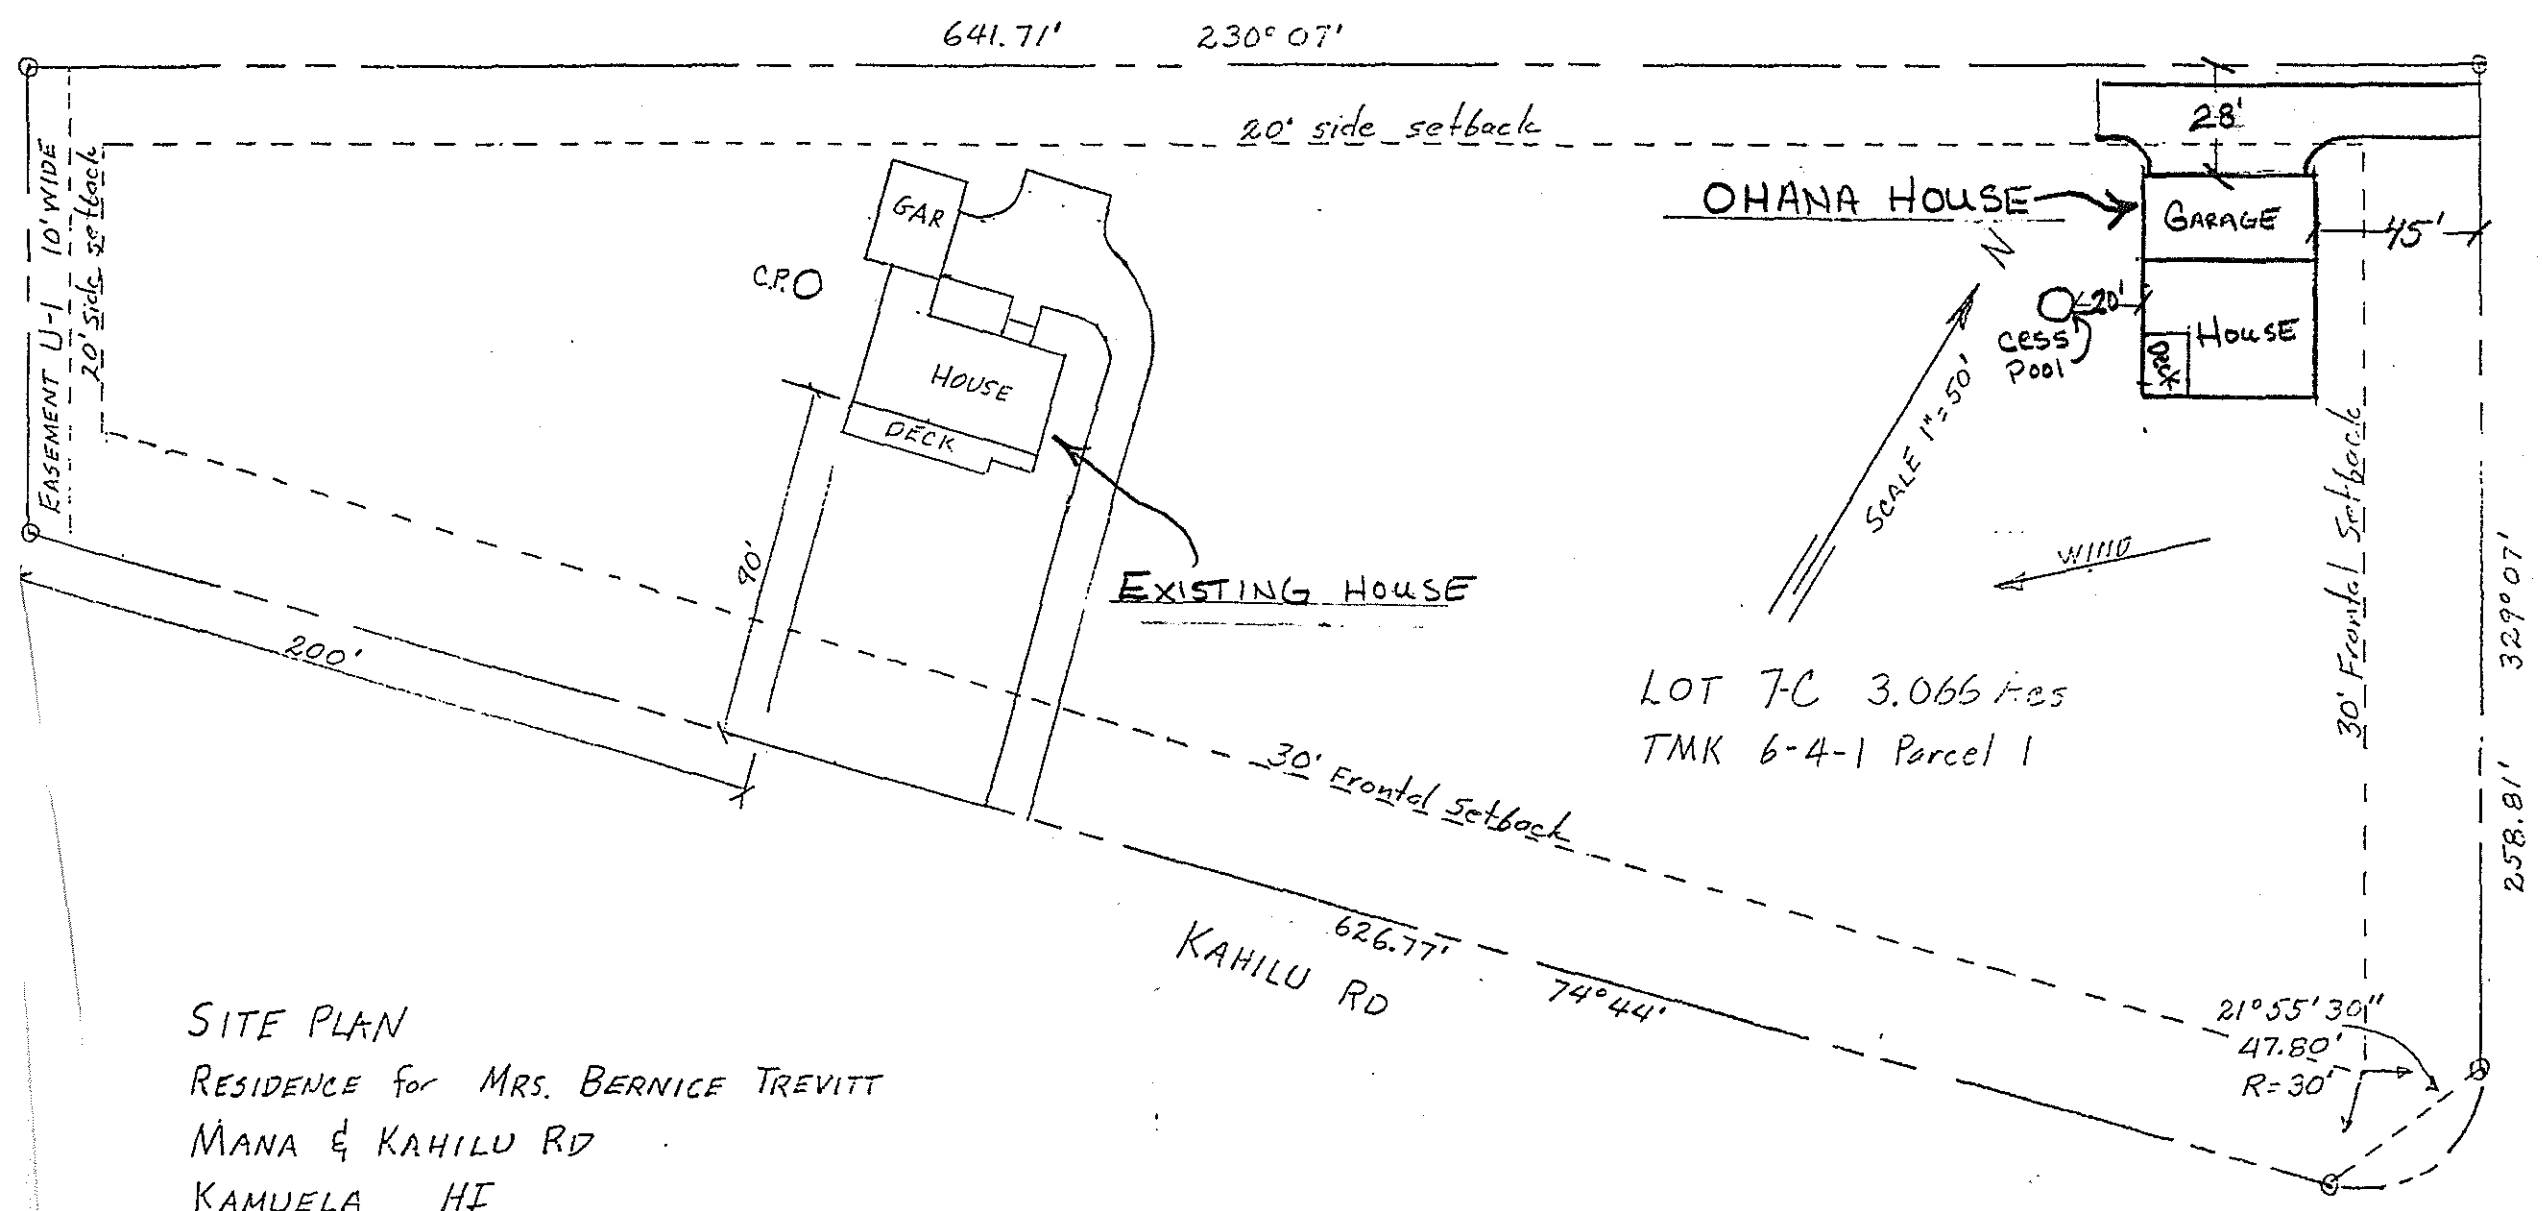 641.71' 230° 07'
20' side setback
28'
EASEMENT U-1 10' WIDE
20' Side setback
GAR
OHANA HOUSE
GARAGE
45'
N
C.P.
20'
CESS
POOL
HOUSE
DECK
HOUSE
DECK
SCALE 1"=50'
WIND
30' Frontal Setback
329° 07'
258.81'
90'
EXISTING HOUSE
200'
LOT 7-C 3.066 Acs
TMK 6-4-1 Parcel 1
30' Frontal Setback
626.77'
74° 44'
KAHILU RD
21° 55' 30"
47.80'
R=30'
SITE PLAN
RESIDENCE for MRS. BERNICE TREVITT
MANA & KAHILU RD
KAMUELA HI